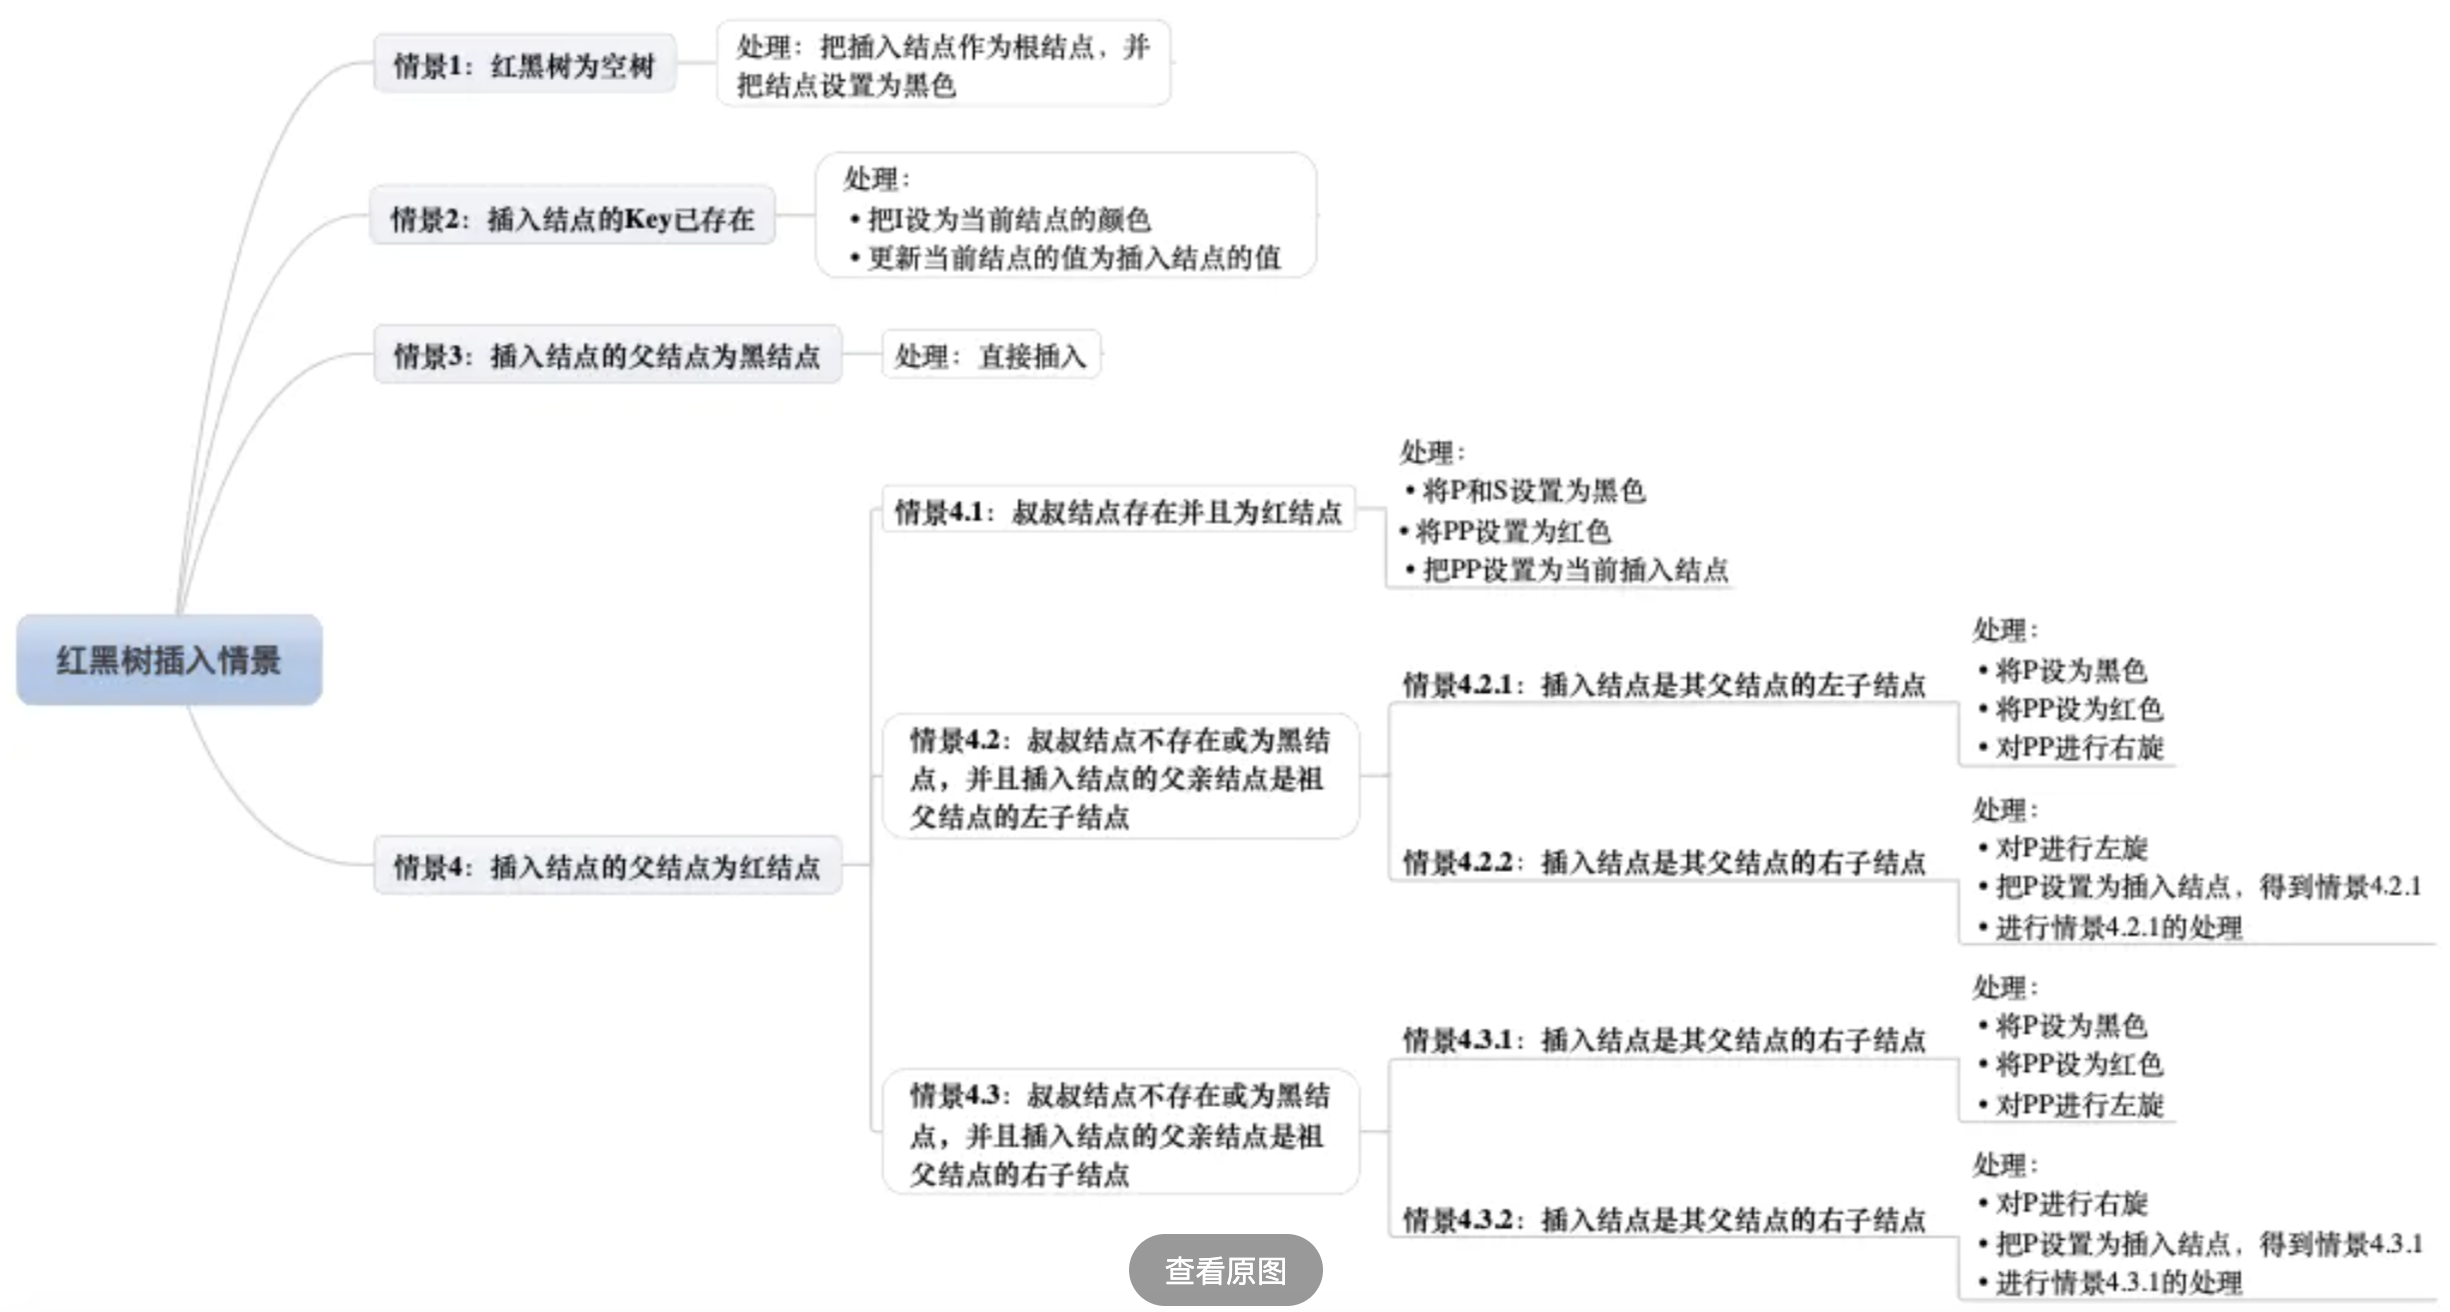 情景1：红黑树为空树
处理：把插入结点作为根结点，并
把结点设置为黑色
情景2：插入结点的Key已存在
处理：
• 把I设为当前结点的颜色
• 更新当前结点的值为插入结点的值
情景3：插入结点的父结点为黑结点
处理：直接插入
红黑树插入情景
情景4：插入结点的父结点为红结点
情景4.1：叔叔结点存在并且为红结点
处理：
• 将P和S设置为黑色
• 将PP设置为红色
• 把PP设置为当前插入结点
情景4.2：叔叔结点不存在或为黑结
点，并且插入结点的父亲结点是祖
父结点的左子结点
情景4.2.1：插入结点是其父结点的左子结点
处理：
• 将P设为黑色
• 将PP设为红色
• 对PP进行右旋
情景4.2.2：插入结点是其父结点的右子结点
处理：
• 对P进行左旋
• 把P设置为插入结点，得到情景4.2.1
• 进行情景4.2.1的处理
情景4.3：叔叔结点不存在或为黑结
点，并且插入结点的父亲结点是祖
父结点的右子结点
情景4.3.1：插入结点是其父结点的右子结点
处理：
• 将P设为黑色
• 将PP设为红色
• 对PP进行左旋
情景4.3.2：插入结点是其父结点的右子结点
处理：
• 对P进行右旋
• 把P设置为插入结点，得到情景4.3.1
• 进行情景4.3.1的处理
查看原图